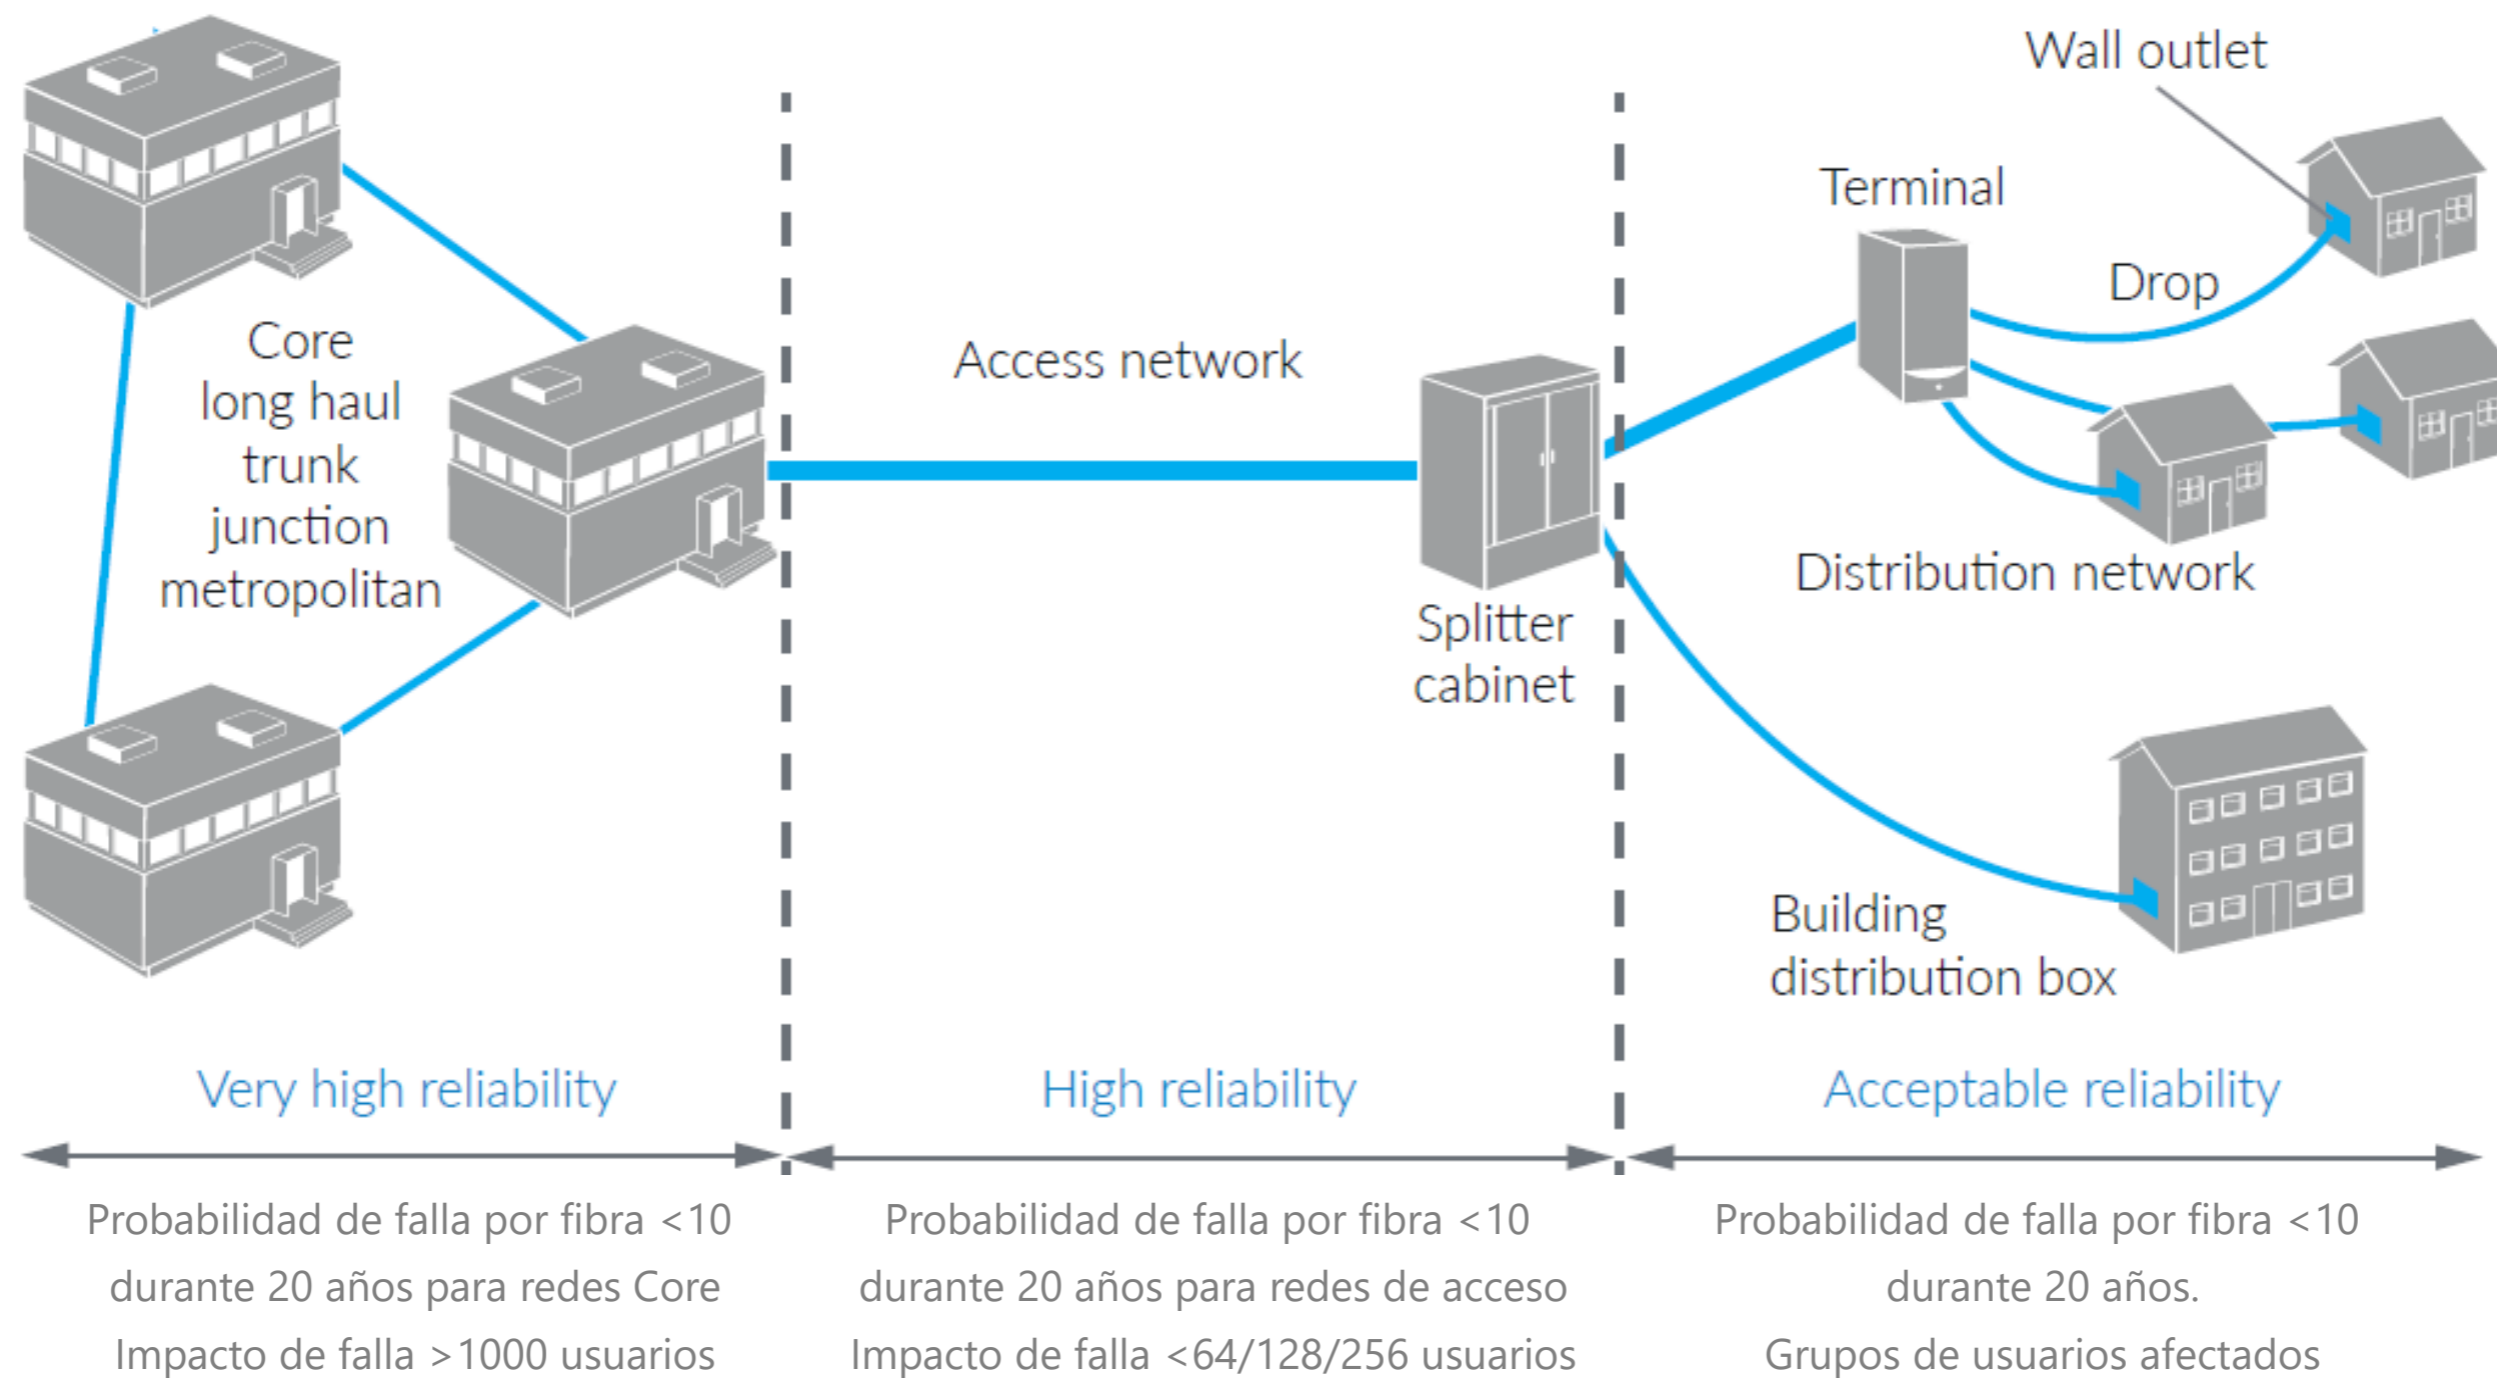 Wall outlet
Terminal
Drop
Core
long haul
trunk
junction
metropolitan
Access network
Distribution network
Splitter
cabinet
Building
distribution box
Very high reliability
High reliability
Acceptable reliability
Probabilidad de falla por fibra <10
durante 20 años para redes Core
Impacto de falla >1000 usuarios
Probabilidad de falla por fibra <10
durante 20 años para redes de acceso
Impacto de falla <64/128/256 usuarios
Probabilidad de falla por fibra <10
durante 20 años.
Grupos de usuarios afectados